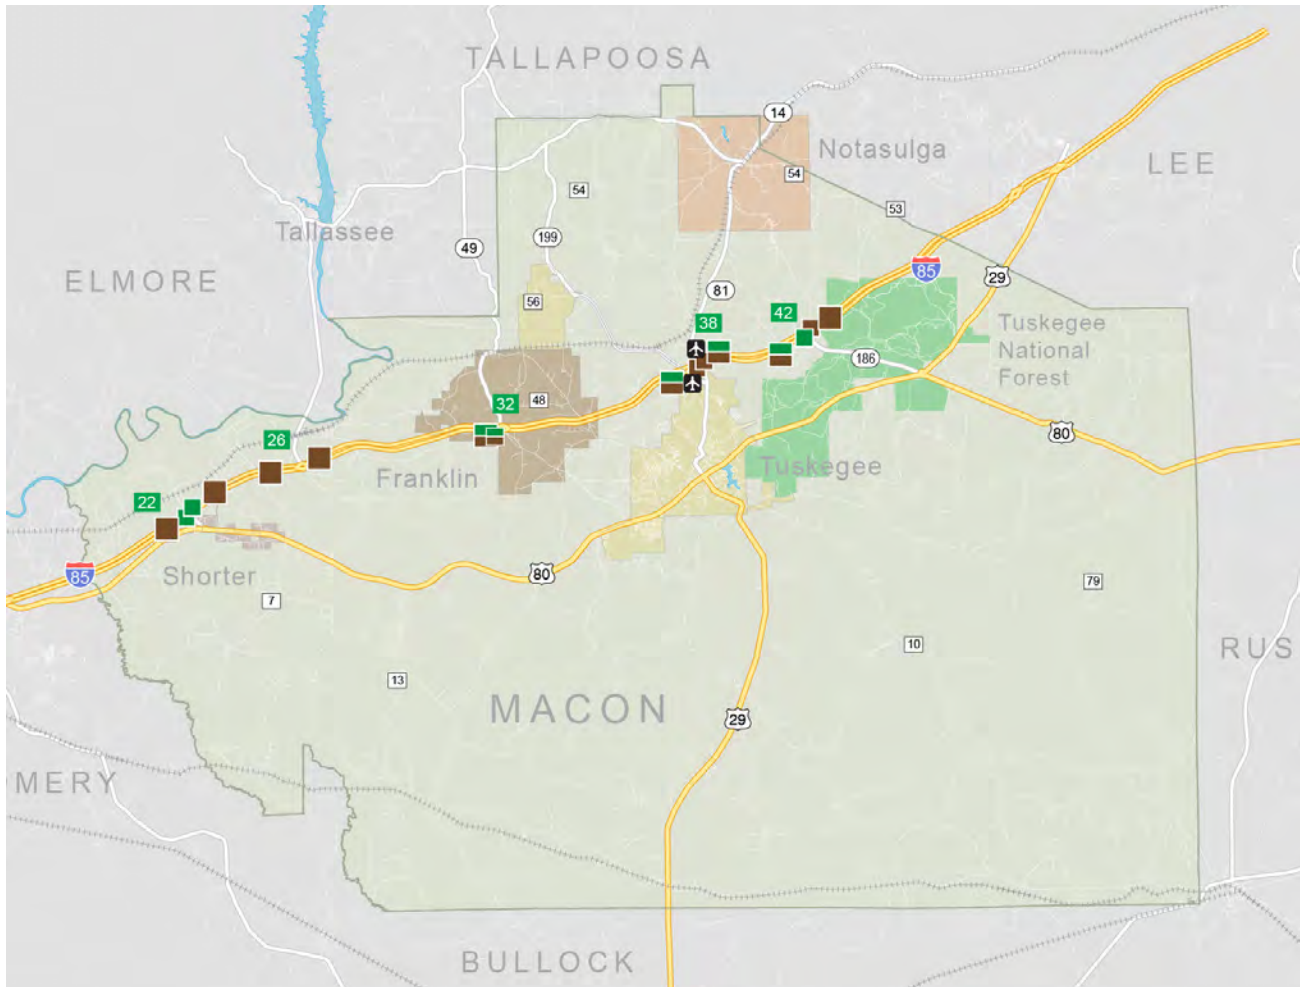 TALLAPOOSA
14
Notasulga
LEE
54
54
53
Tallassee
199
49
ELMORE
85
29
56
81
38
42
Tuskegee
National
Forest
186
32
48
26
80
Franklin
Tuskegee
22
85
Shorter
80
79
7
10
RUS
13
MACON
29
OMERY
BULLOCK